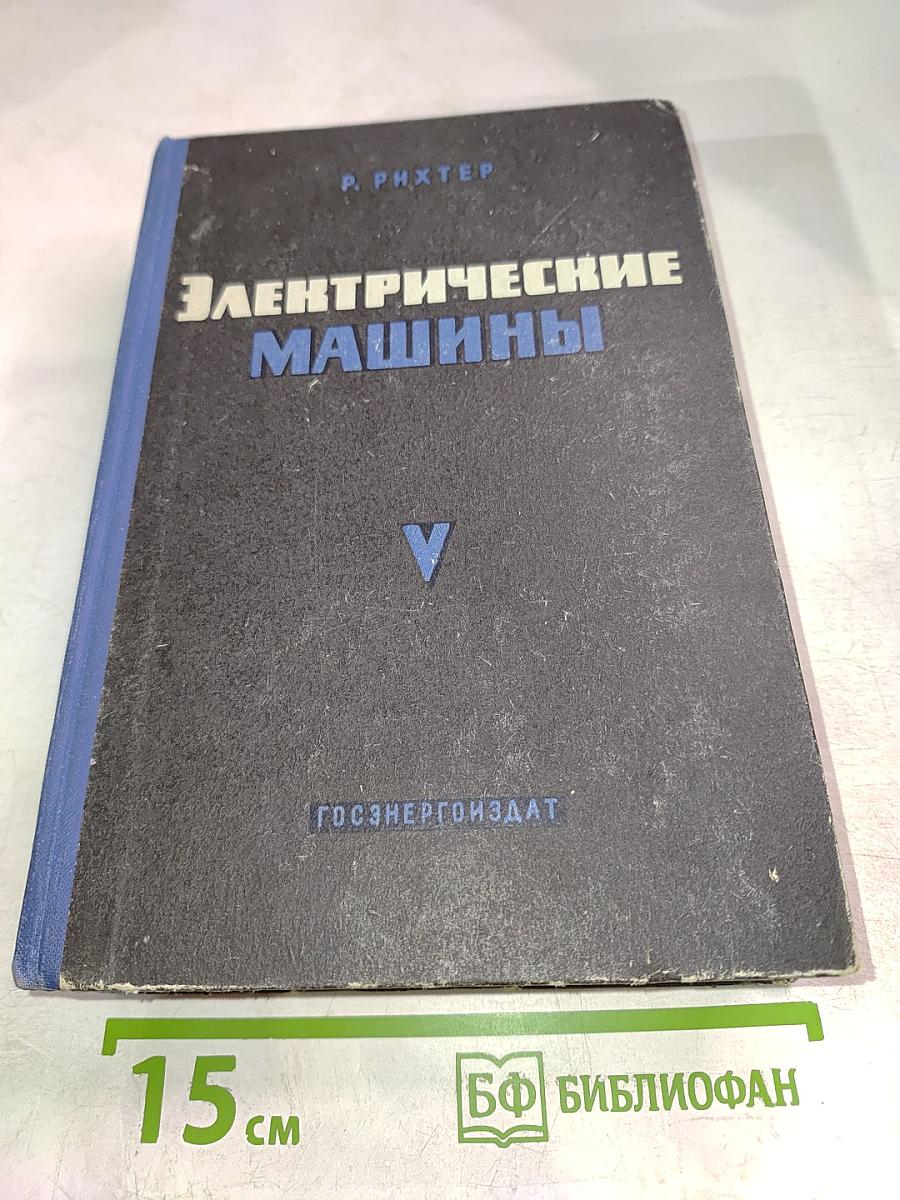 Р. РИХТЕР
ЭЛЕКТРИЧЕСКИЕ
МАШИНЫ
V
ГОСЭНЕРГОИЗДАТ
15 см
БФ БИБЛИОФАН